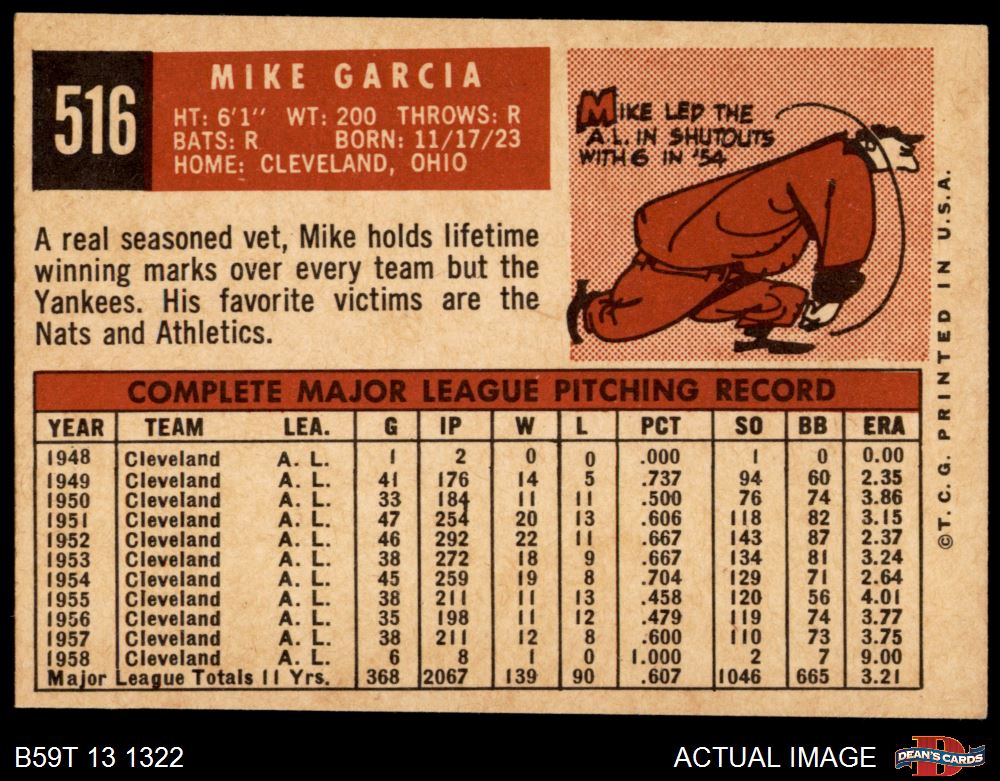 516
MIKE GARCIA
HT: 6'1" WT: 200 THROWS: R
BATS: R BORN: 11/17/23
HOME: CLEVELAND, OHIO
A real seasoned vet, Mike holds lifetime
winning marks over every team but the
Yankees. His favorite victims are the
Nats and Athletics.
MIKE LED THE
A.L. IN SHUTOUTS
WITH 6 IN '54
©T. C. G. PRINTED IN U.S.A.
COMPLETE MAJOR LEAGUE PITCHING RECORD
YEAR TEAM LEA. G IP W L PCT SO BB ERA
1948 Cleveland A. L. 1 2 0 0 .000 1 0 0.00
1949 Cleveland A. L. 41 176 14 5 .737 94 60 2.35
1950 Cleveland A. L. 33 184 11 11 .500 76 74 3.86
1951 Cleveland A. L. 47 254 20 13 .606 118 82 3.15
1952 Cleveland A. L. 46 292 22 11 .667 143 87 2.37
1953 Cleveland A. L. 38 272 18 9 .667 134 81 3.24
1954 Cleveland A. L. 45 259 19 8 .704 129 71 2.64
1955 Cleveland A. L. 38 211 11 13 .458 120 56 4.01
1956 Cleveland A. L. 35 198 11 12 .479 119 74 3.77
1957 Cleveland A. L. 38 211 12 8 .600 110 73 3.75
1958 Cleveland A. L. 6 8 1 0 1.000 2 7 9.00
Major League Totals 11 Yrs. 368 2067 139 90 .607 1046 665 3.21
B59T 13 1322
ACTUAL IMAGE
DEAN'S CARDS